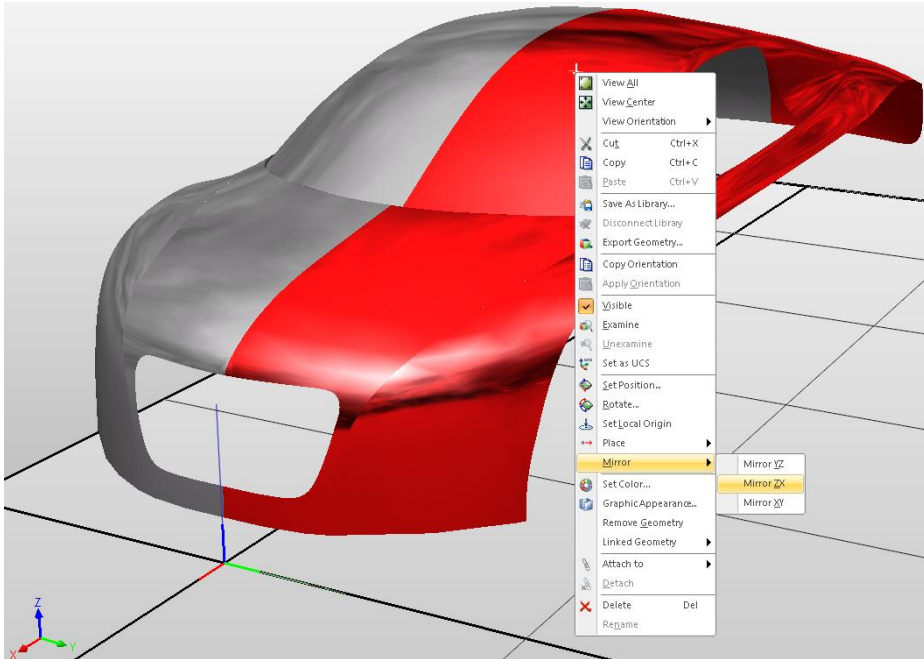 View All
View Center
View Orientation
Cut Ctrl+X
Copy Ctrl+C
Paste Ctrl+V
Save As Library...
Disconnect Library
Export Geometry...
Copy Orientation
Apply Orientation
Visible
Examine
Unexamine
UCS
Set as UCS
Set Position...
Rotate...
Set Local Origin
Place
Mirror
Mirror YZ
Mirror ZX
Mirror XY
Set Color...
Graphic Appearance...
Remove Geometry
Linked Geometry
Attach to
Detach
Delete Del
Rename
Z
X
Y